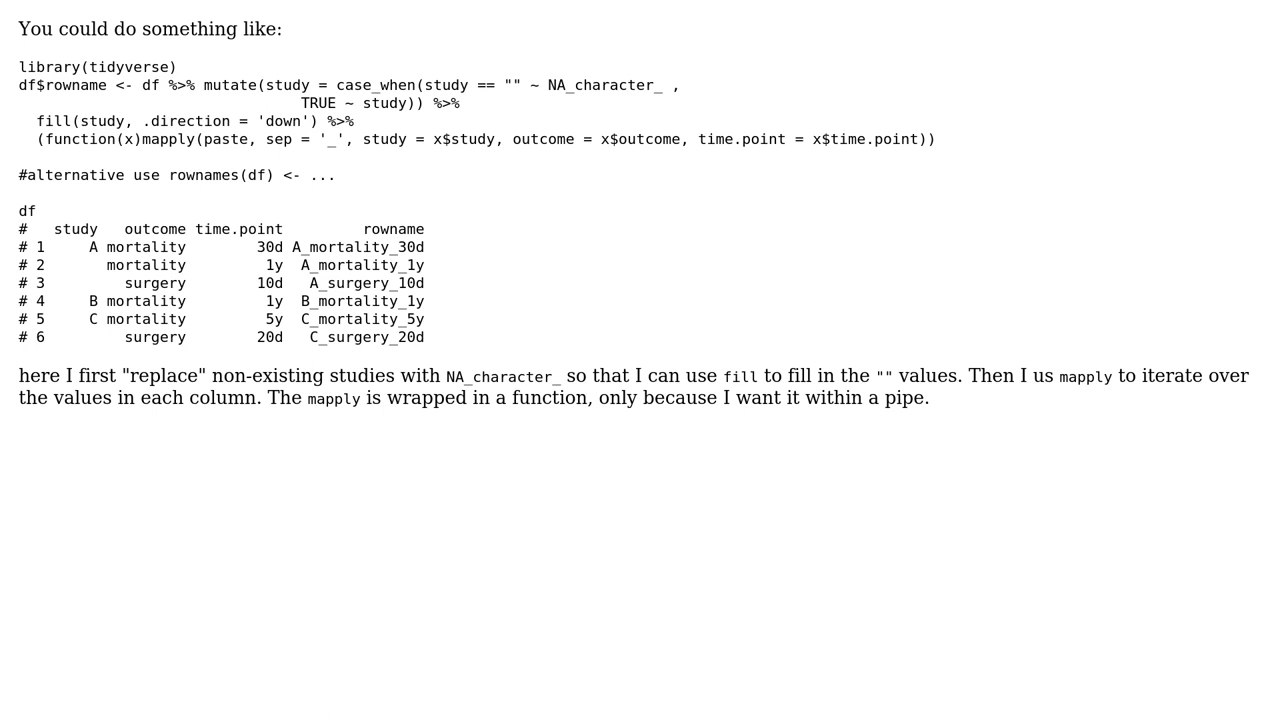 You could do something like:
library(tidyverse)
df$rowname <- df %>% mutate(study = case_when(study == "" ~ NA_character_ ,
                                TRUE ~ study)) %>%
  fill(study, .direction = 'down') %>%
  (function(x)mapply(paste, sep = '_', study = x$study, outcome = x$outcome, time.point = x$time.point))
#alternative use rownames(df) <- ...
df
#   study   outcome time.point         rowname
# 1     A mortality        30d A_mortality_30d
# 2       mortality         1y  A_mortality_1y
# 3         surgery        10d   A_surgery_10d
# 4     B mortality         1y  B_mortality_1y
# 5     C mortality         5y  C_mortality_5y
# 6         surgery        20d   C_surgery_20d
here I first "replace" non-existing studies with NA_character_ so that I can use fill to fill in the "" values. Then I us mapply to iterate over
the values in each column. The mapply is wrapped in a function, only because I want it within a pipe.